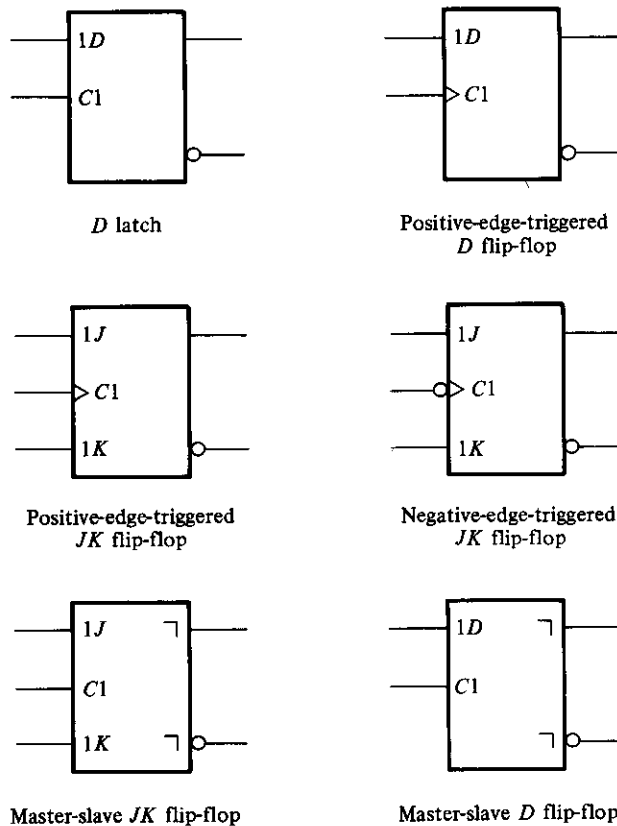 1D
C1
D latch
1D
C1
Positive-edge-triggered
D flip-flop
1J
C1
1K
Positive-edge-triggered
JK flip-flop
1J
C1
1K
Negative-edge-triggered
JK flip-flop
1J
C1
1K
Master-slave JK flip-flop
1D
C1
Master-slave D flip-flop